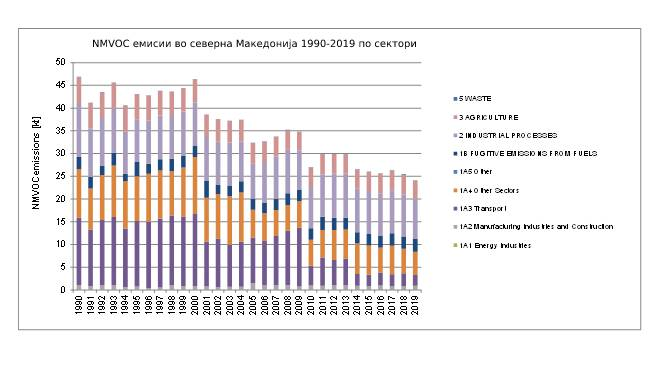 NMVOC емисии во северна Македонија 1990-2019 по сектори
NMVOC emissions [kt]
50
45
40
35
30
25
20
15
10
5
0
1990 1991 1992 1993 1994 1995 1996 1997 1998 1999 2000 2001 2002 2003 2004 2005 2006 2007 2008 2009 2010 2011 2012 2013 2014 2015 2016 2017 2018 2019
5 WASTE
3 AGRICULTURE
2 INDUSTRIAL PROCESSES
1B FUGITIVE EMISSIONS FROM FUELS
1A5 Other
1A4 Other Sectors
1A3 Transport
1A2 Manufacturing Industries and Construction
1A1 Energy Industries